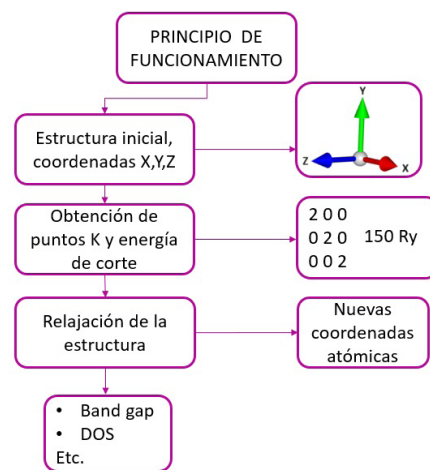 PRINCIPIO DE
FUNCIONAMIENTO
Estructura inicial,
coordenadas X,Y,Z
Y
Z
X
Obtención de
puntos K y energía
de corte
2 0 0
0 2 0 150 Ry
0 0 2
Relajación de la
estructura
Nuevas
coordenadas
atómicas
• Band gap
• DOS
Etc.